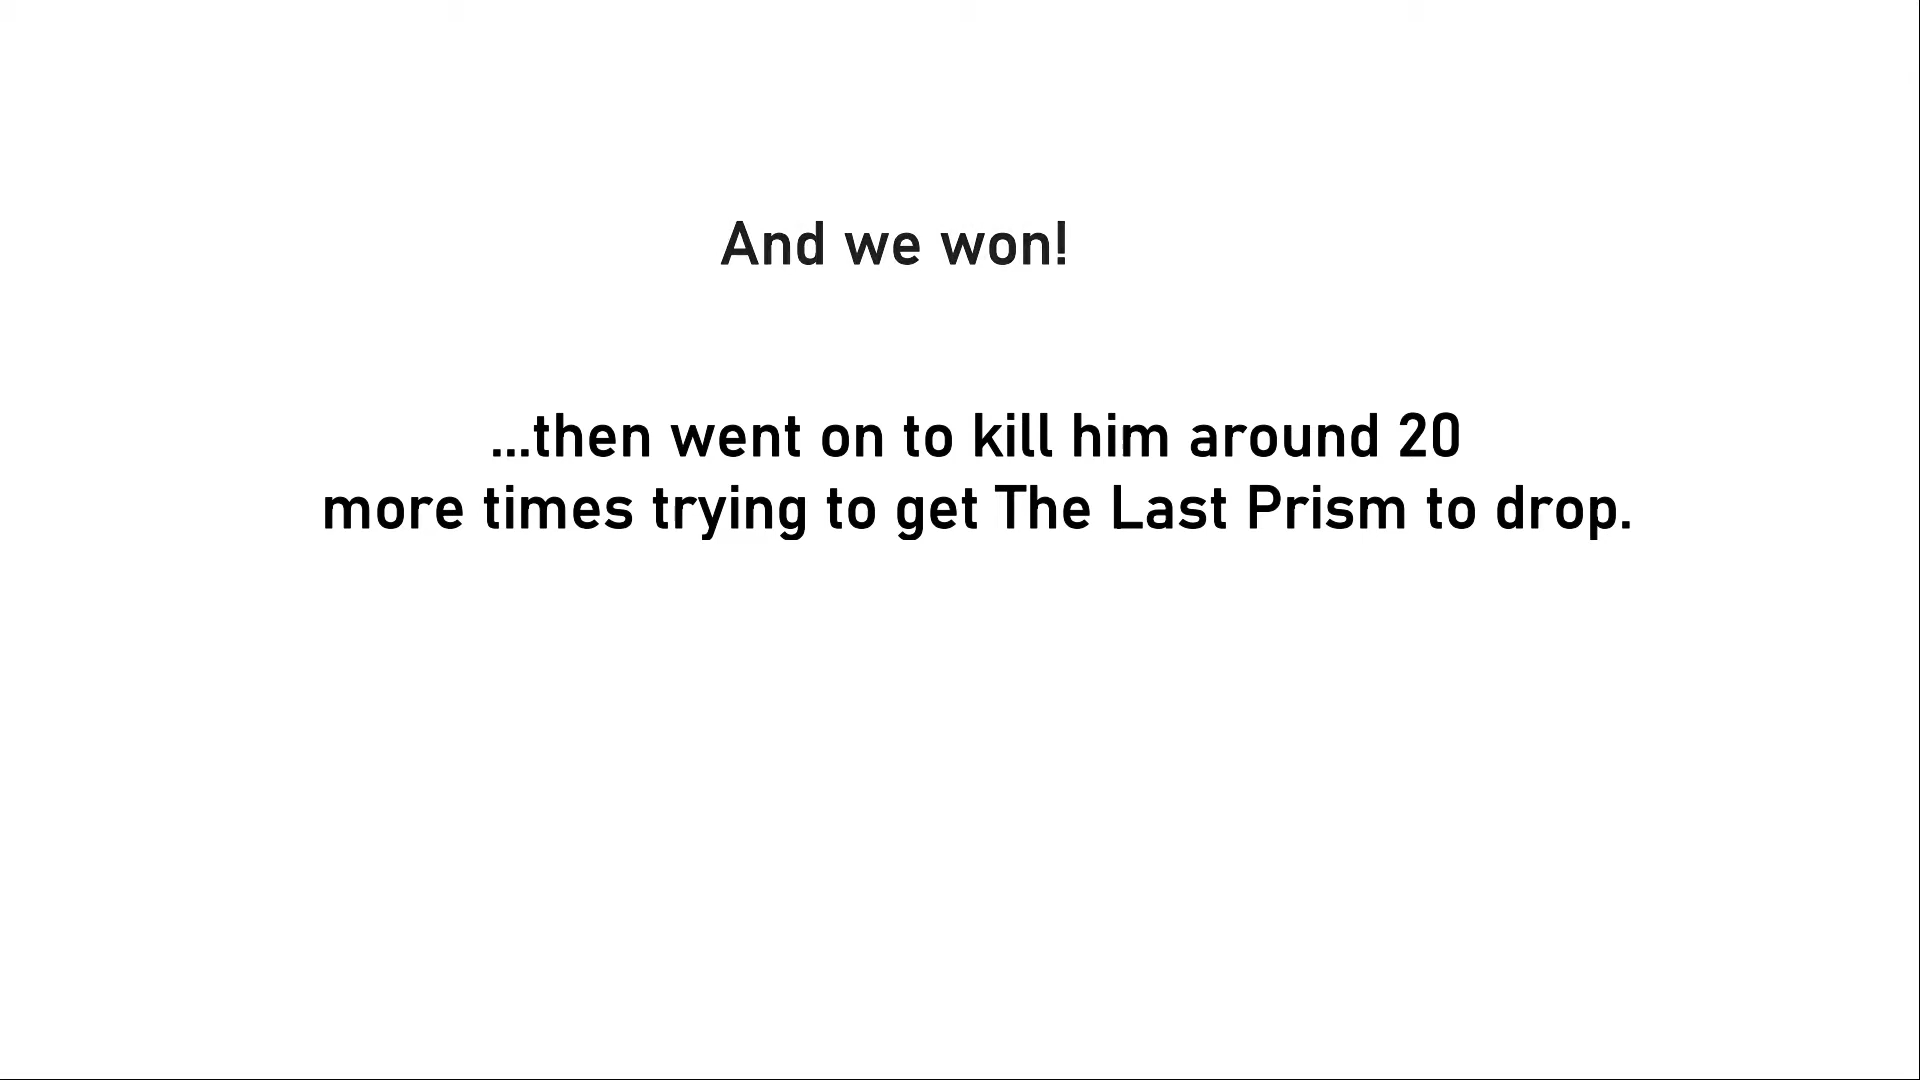 And we won!
...then went on to kill him around 20
more times trying to get The Last Prism to drop.